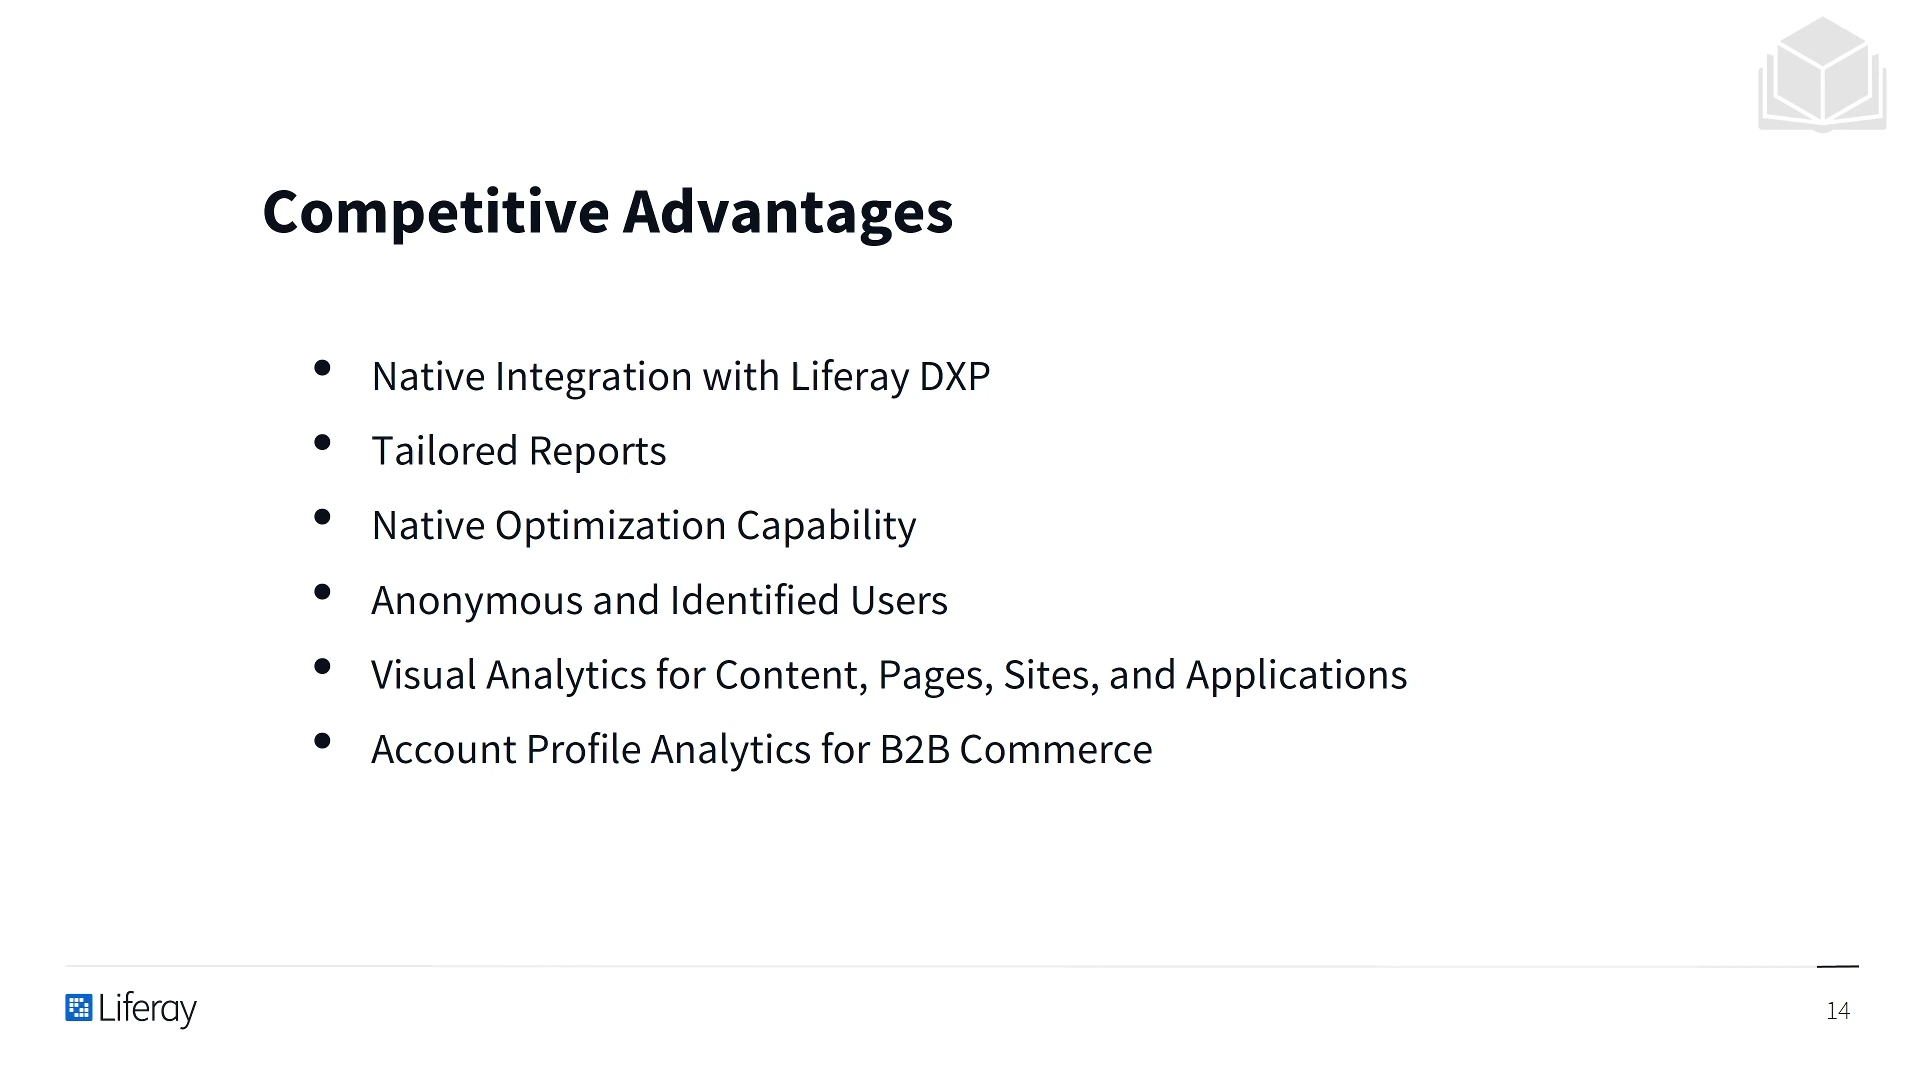 Competitive Advantages
• Native Integration with Liferay DXP
• Tailored Reports
• Native Optimization Capability
• Anonymous and Identified Users
• Visual Analytics for Content, Pages, Sites, and Applications
• Account Profile Analytics for B2B Commerce
Liferay
14